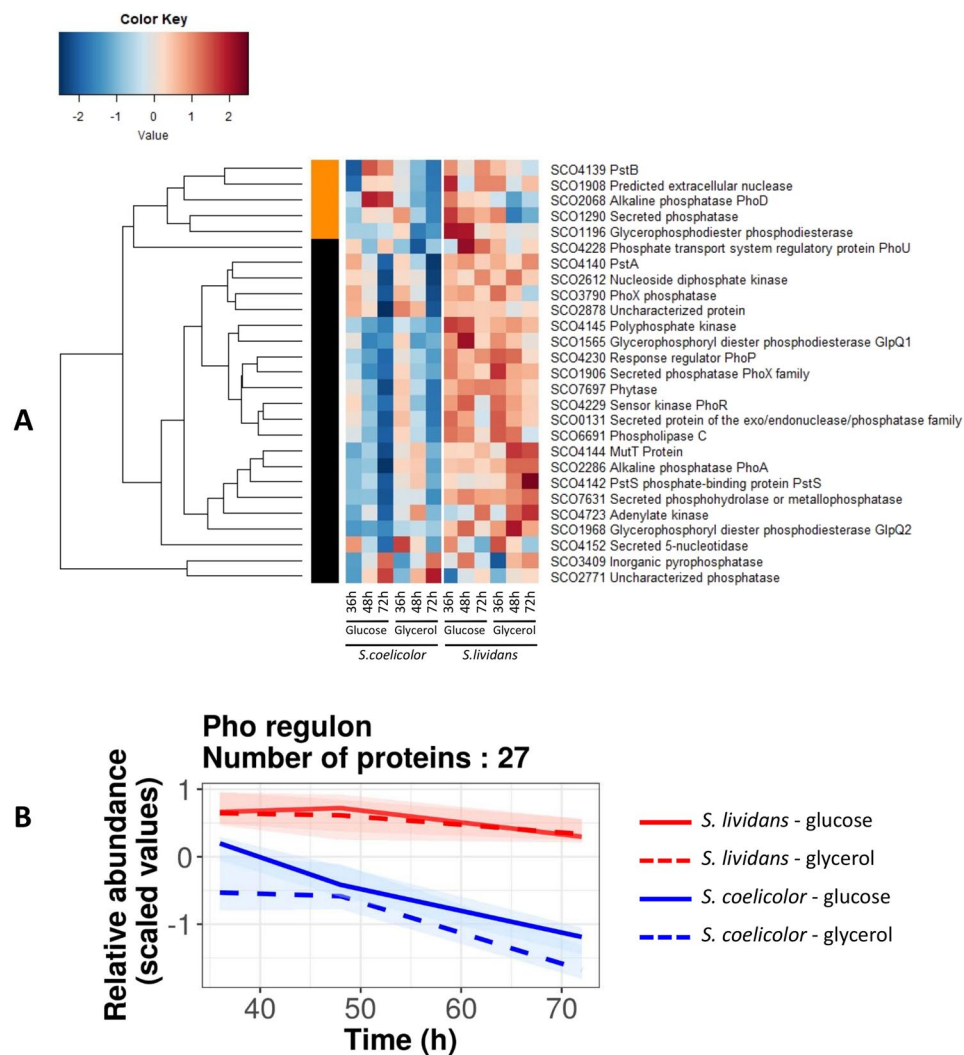 Color Key
-2 -1 0 1 2
Value
A
SCO4139 PstB
SCO1908 Predicted extracellular nuclease
SCO2068 Alkaline phosphatase PhoD
SCO1290 Secreted phosphatase
SCO1196 Glycerophosphodiester phosphodiesterase
SCO4228 Phosphate transport system regulatory protein PhoU
SCO4140 PstA
SCO2612 Nucleoside diphosphate kinase
SCO3790 PhoX phosphatase
SCO2878 Uncharacterized protein
SCO4145 Polyphosphate kinase
SCO1565 Glycerophosphoryl diester phosphodiesterase GlpQ1
SCO4230 Response regulator PhoP
SCO1906 Secreted phosphatase PhoX family
SCO7697 Phytase
SCO4229 Sensor kinase PhoR
SCO0131 Secreted protein of the exo/endonuclease/phosphatase family
SCO6691 Phospholipase C
SCO4144 MutT Protein
SCO2286 Alkaline phosphatase PhoA
SCO4142 PstS phosphate-binding protein PstS
SCO7631 Secreted phosphohydrolase or metallophosphatase
SCO4723 Adenylate kinase
SCO1968 Glycerophosphoryl diester phosphodiesterase GlpQ2
SCO4152 Secreted 5-nucleotidase
SCO3409 Inorganic pyrophosphatase
SCO2771 Uncharacterized phosphatase
36h 48h 72h 36h 48h 72h 36h 48h 72h 36h 48h 72h
Glucose Glycerol Glucose Glycerol
S.coelicolor S.lividans
B
Pho regulon
Number of proteins : 27
Relative abundance
(scaled values)
1
0
-1
40 50 60 70
Time (h)
S. lividans - glucose
S. lividans - glycerol
S. coelicolor - glucose
S. coelicolor - glycerol